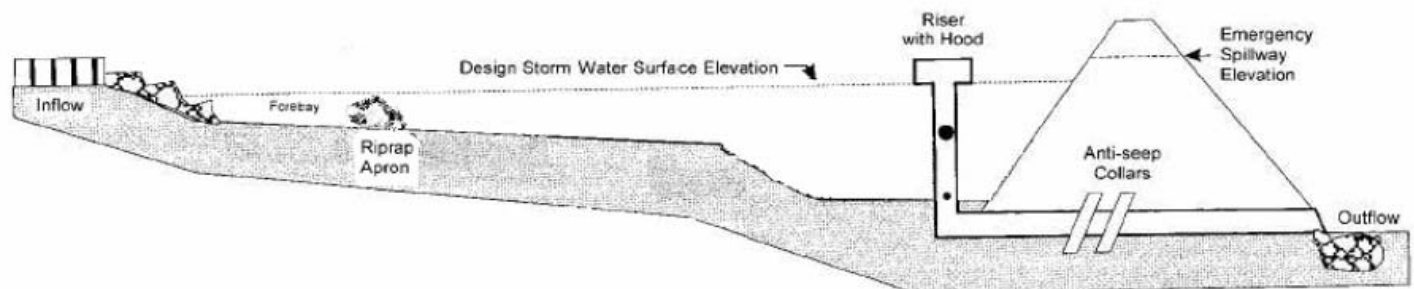 Riser
with Hood
Emergency
Spillway
Elevation
Design Storm Water Surface Elevation
Inflow
Forebay
Riprap
Apron
Anti-seep
Collars
Outflow